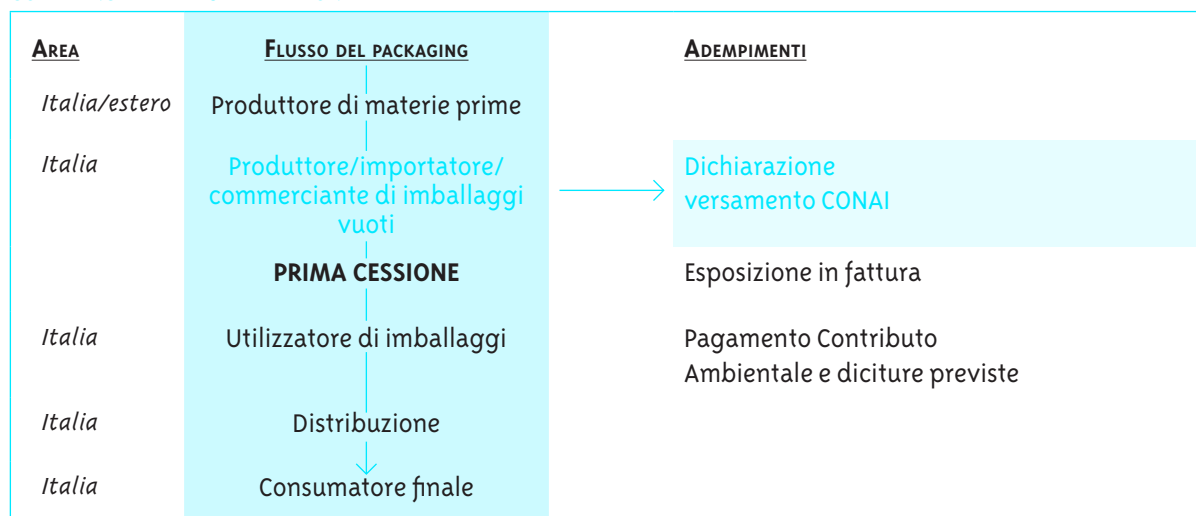 AREA FLUSSO DEL PACKAGING ADEMPIMENTI
Italia/estero Produttore di materie prime
Italia Produttore/importatore/ Dichiarazione
commerciante di imballaggi versamento CONAI
vuoti
PRIMA CESSIONE Esposizione in fattura
Italia Utilizzatore di imballaggi Pagamento Contributo
Ambientale e diciture previste
Italia Distribuzione
Italia Consumatore finale